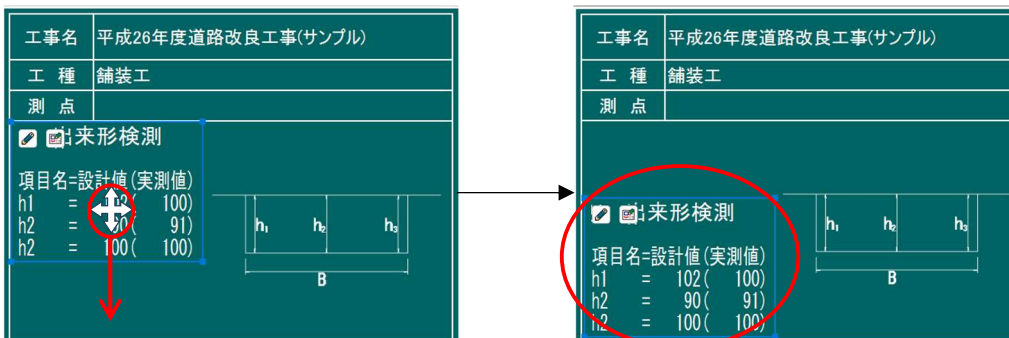 工事名 平成26年度道路改良工事(サンプル)
工 種 舗装工
測 点
出来形検測
項目名=設計値(実測値)
h1 = 102( 100)
h2 = 90( 91)
h2 = 100( 100)
h₁ h₂ h₃
B
工事名 平成26年度道路改良工事(サンプル)
工 種 舗装工
測 点
出来形検測
項目名=設計値(実測値)
h1 = 102( 100)
h2 = 90( 91)
h2 = 100( 100)
h₁ h₂ h₃
B